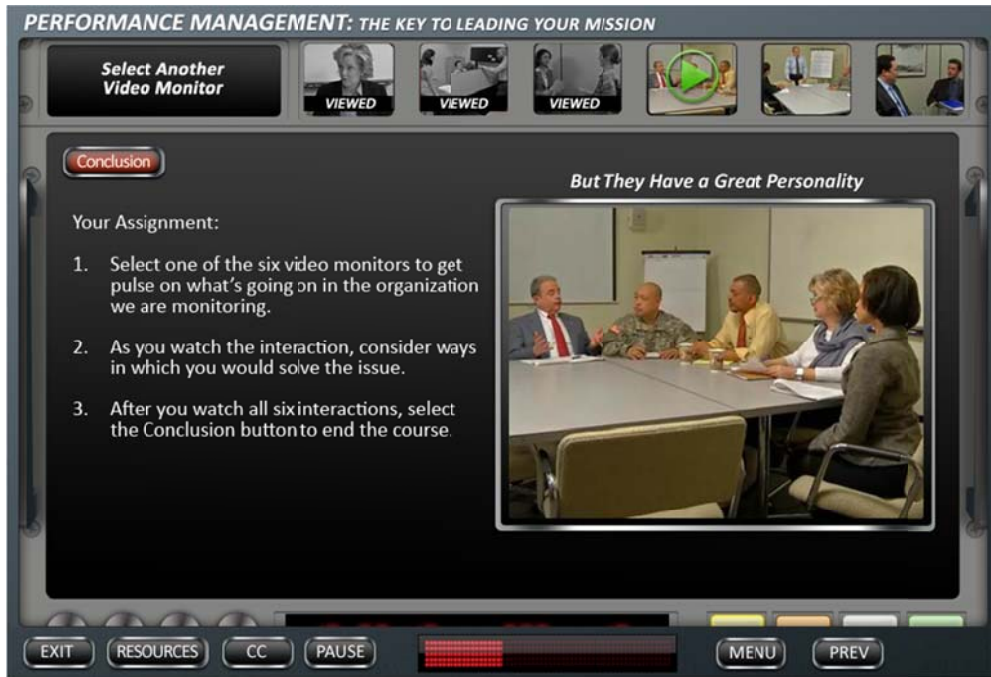 PERFORMANCE MANAGEMENT: THE KEY TO LEADING YOUR MISSION
Select Another
Video Monitor
VIEWED
VIEWED
VIEWED
Conclusion
But They Have a Great Personality
Your Assignment:
1. Select one of the six video monitors to get
pulse on what's going on in the organization
we are monitoring.
2. As you watch the interaction, consider ways
in which you would solve the issue.
3. After you watch all six interactions, select
the Conclusion button to end the course.
EXIT
RESOURCES
CC
PAUSE
MENU
PREV